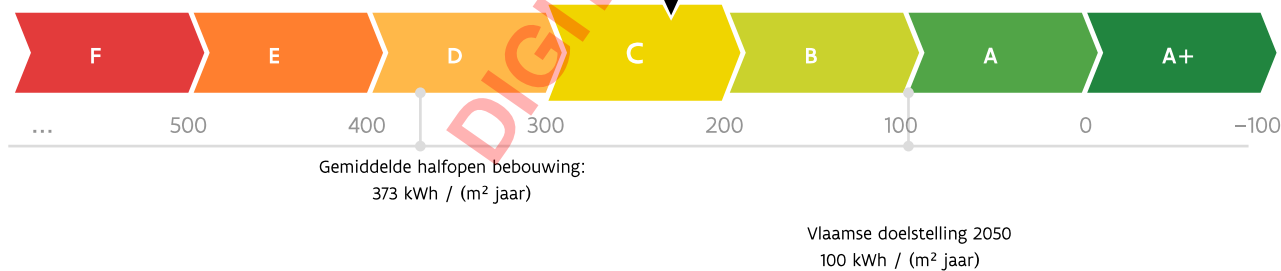 F E D C B A A+
... 500 400 300 200 100 0 –100
DIGI
Gemiddelde halfopen bebouwing:
373 kWh / (m² jaar)
Vlaamse doelstelling 2050
100 kWh / (m² jaar)